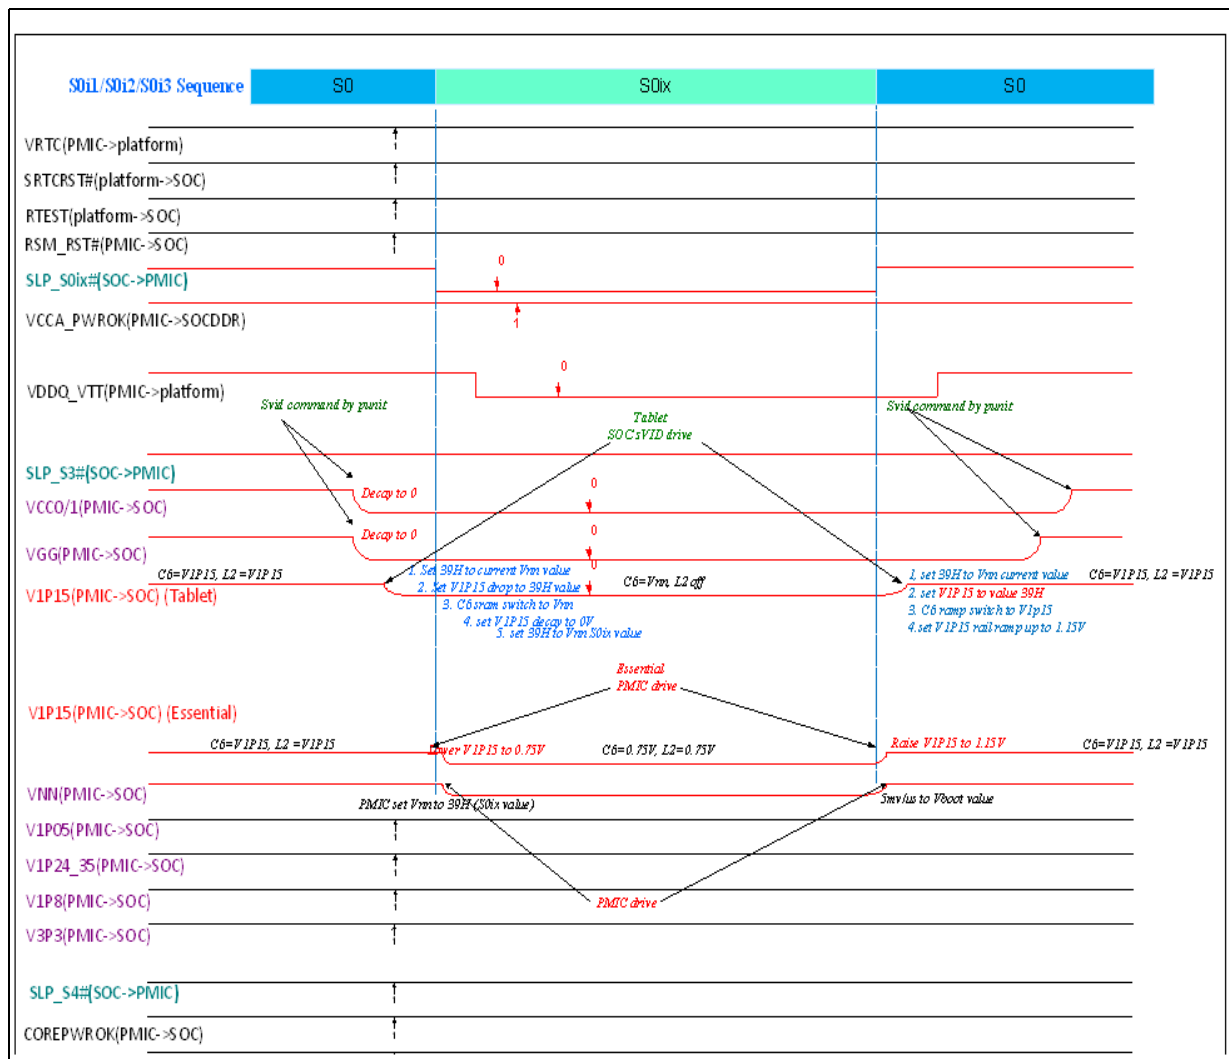 S0i1/S0i2/S0i3 Sequence
S0
S0ix
S0
VRTC(PMIC->platform)
SRTCRST#(platform->SOC)
RTEST(platform->SOC)
RSM_RST#(PMIC->SOC)
0
SLP_S0ix#(SOC->PMIC)
VCCA_PWROK(PMIC->SOCDDR)
1
0
VDDQ_VTT(PMIC->platform)
Svid command by punit
Svid command by punit
Tablet
SOC sVID drive
SLP_S3#(SOC->PMIC)
0
Decay to 0
VCC0/1(PMIC->SOC)
0
Decay to 0
VGG(PMIC->SOC)
C6=V1P15, L2 =V1P15
1. Set 39H to current Vnn value
0
C6=Vnn, L2 off
1, set 39H to Vnn current value
C6=V1P15, L2 =V1P15
V1P15(PMIC->SOC) (Tablet)
2. Set V1P15 drop to 39H value
2. set V1P15 to value 39H
3. C6 sram switch to Vnn
3. C6 ramp switch to V1p15
4. set V1P15 decay to 0V
4. set V1P15 rail ramp up to 1.15V
5. set 39H to Vnn S0ix value
Essential
PMIC drive
V1P15(PMIC->SOC) (Essential)
C6=V1P15, L2 =V1P15
Lower V1P15 to 0.75V
C6=0.75V, L2=0.75V
Raise V1P15 to 1.15V
C6=V1P15, L2 =V1P15
VNN(PMIC->SOC)
PMIC set Vnn to 39H (S0ix value)
5mv/us to Vboot value
V1P05(PMIC->SOC)
V1P24_35(PMIC->SOC)
V1P8(PMIC->SOC)
PMIC drive
V3P3(PMIC->SOC)
SLP_S4#(SOC->PMIC)
COREPWROK(PMIC->SOC)